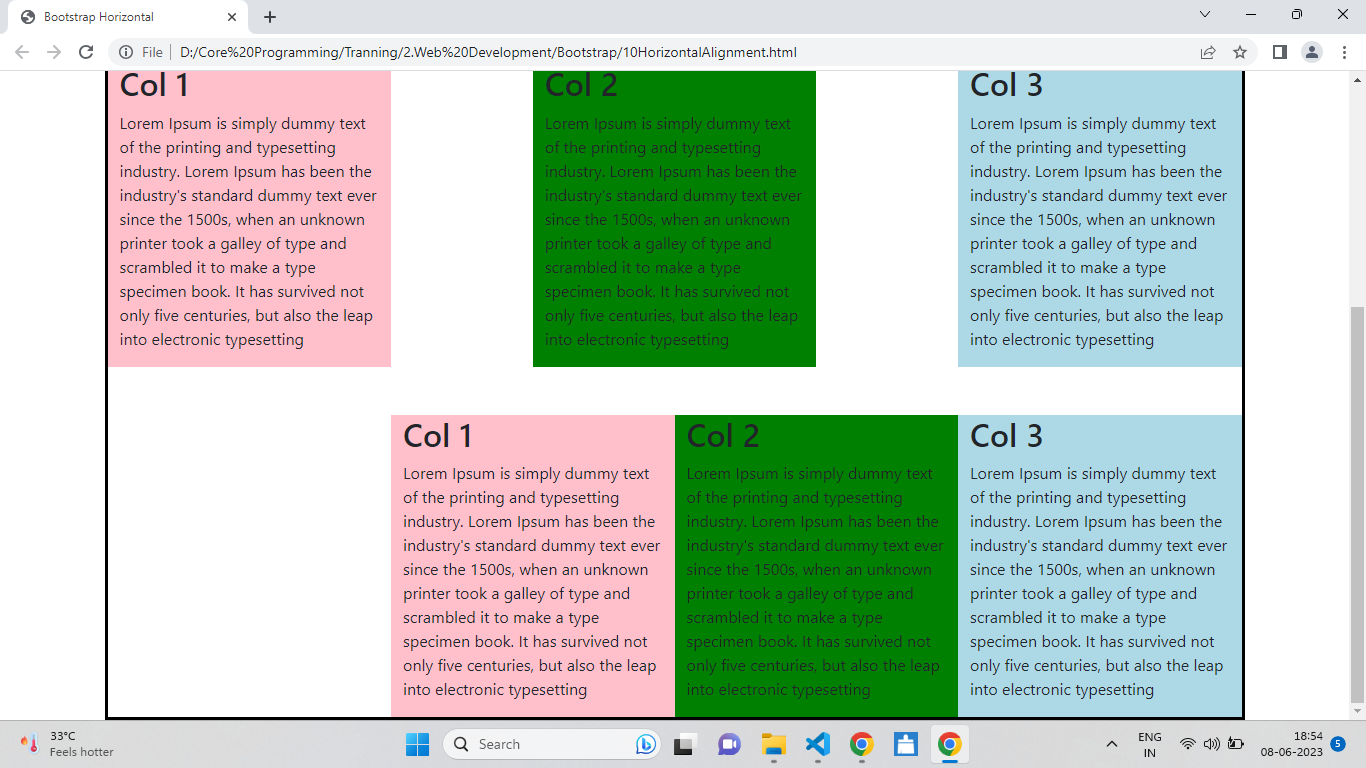 Bootstrap Horizontal
File
D:/Core%20Programming/Tranning/2.Web%20Development/Bootstrap/10HorizontalAlignment.html
Col 1
Lorem Ipsum is simply dummy text
of the printing and typesetting
industry. Lorem Ipsum has been the
industry's standard dummy text ever
since the 1500s, when an unknown
printer took a galley of type and
scrambled it to make a type
specimen book. It has survived not
only five centuries, but also the leap
into electronic typesetting
Col 2
Lorem Ipsum is simply dummy text
of the printing and typesetting
industry. Lorem Ipsum has been the
industry's standard dummy text ever
since the 1500s, when an unknown
printer took a galley of type and
scrambled it to make a type
specimen book. It has survived not
only five centuries, but also the leap
into electronic typesetting
Col 3
Lorem Ipsum is simply dummy text
of the printing and typesetting
industry. Lorem Ipsum has been the
industry's standard dummy text ever
since the 1500s, when an unknown
printer took a galley of type and
scrambled it to make a type
specimen book. It has survived not
only five centuries, but also the leap
into electronic typesetting
Col 1
Lorem Ipsum is simply dummy text
of the printing and typesetting
industry. Lorem Ipsum has been the
industry's standard dummy text ever
since the 1500s, when an unknown
printer took a galley of type and
scrambled it to make a type
specimen book. It has survived not
only five centuries, but also the leap
into electronic typesetting
Col 2
Lorem Ipsum is simply dummy text
of the printing and typesetting
industry. Lorem Ipsum has been the
industry's standard dummy text ever
since the 1500s, when an unknown
printer took a galley of type and
scrambled it to make a type
specimen book. It has survived not
only five centuries, but also the leap
into electronic typesetting
Col 3
Lorem Ipsum is simply dummy text
of the printing and typesetting
industry. Lorem Ipsum has been the
industry's standard dummy text ever
since the 1500s, when an unknown
printer took a galley of type and
scrambled it to make a type
specimen book. It has survived not
only five centuries, but also the leap
into electronic typesetting
33°C
Feels hotter
Search
ENG
IN
18:54
08-06-2023
5